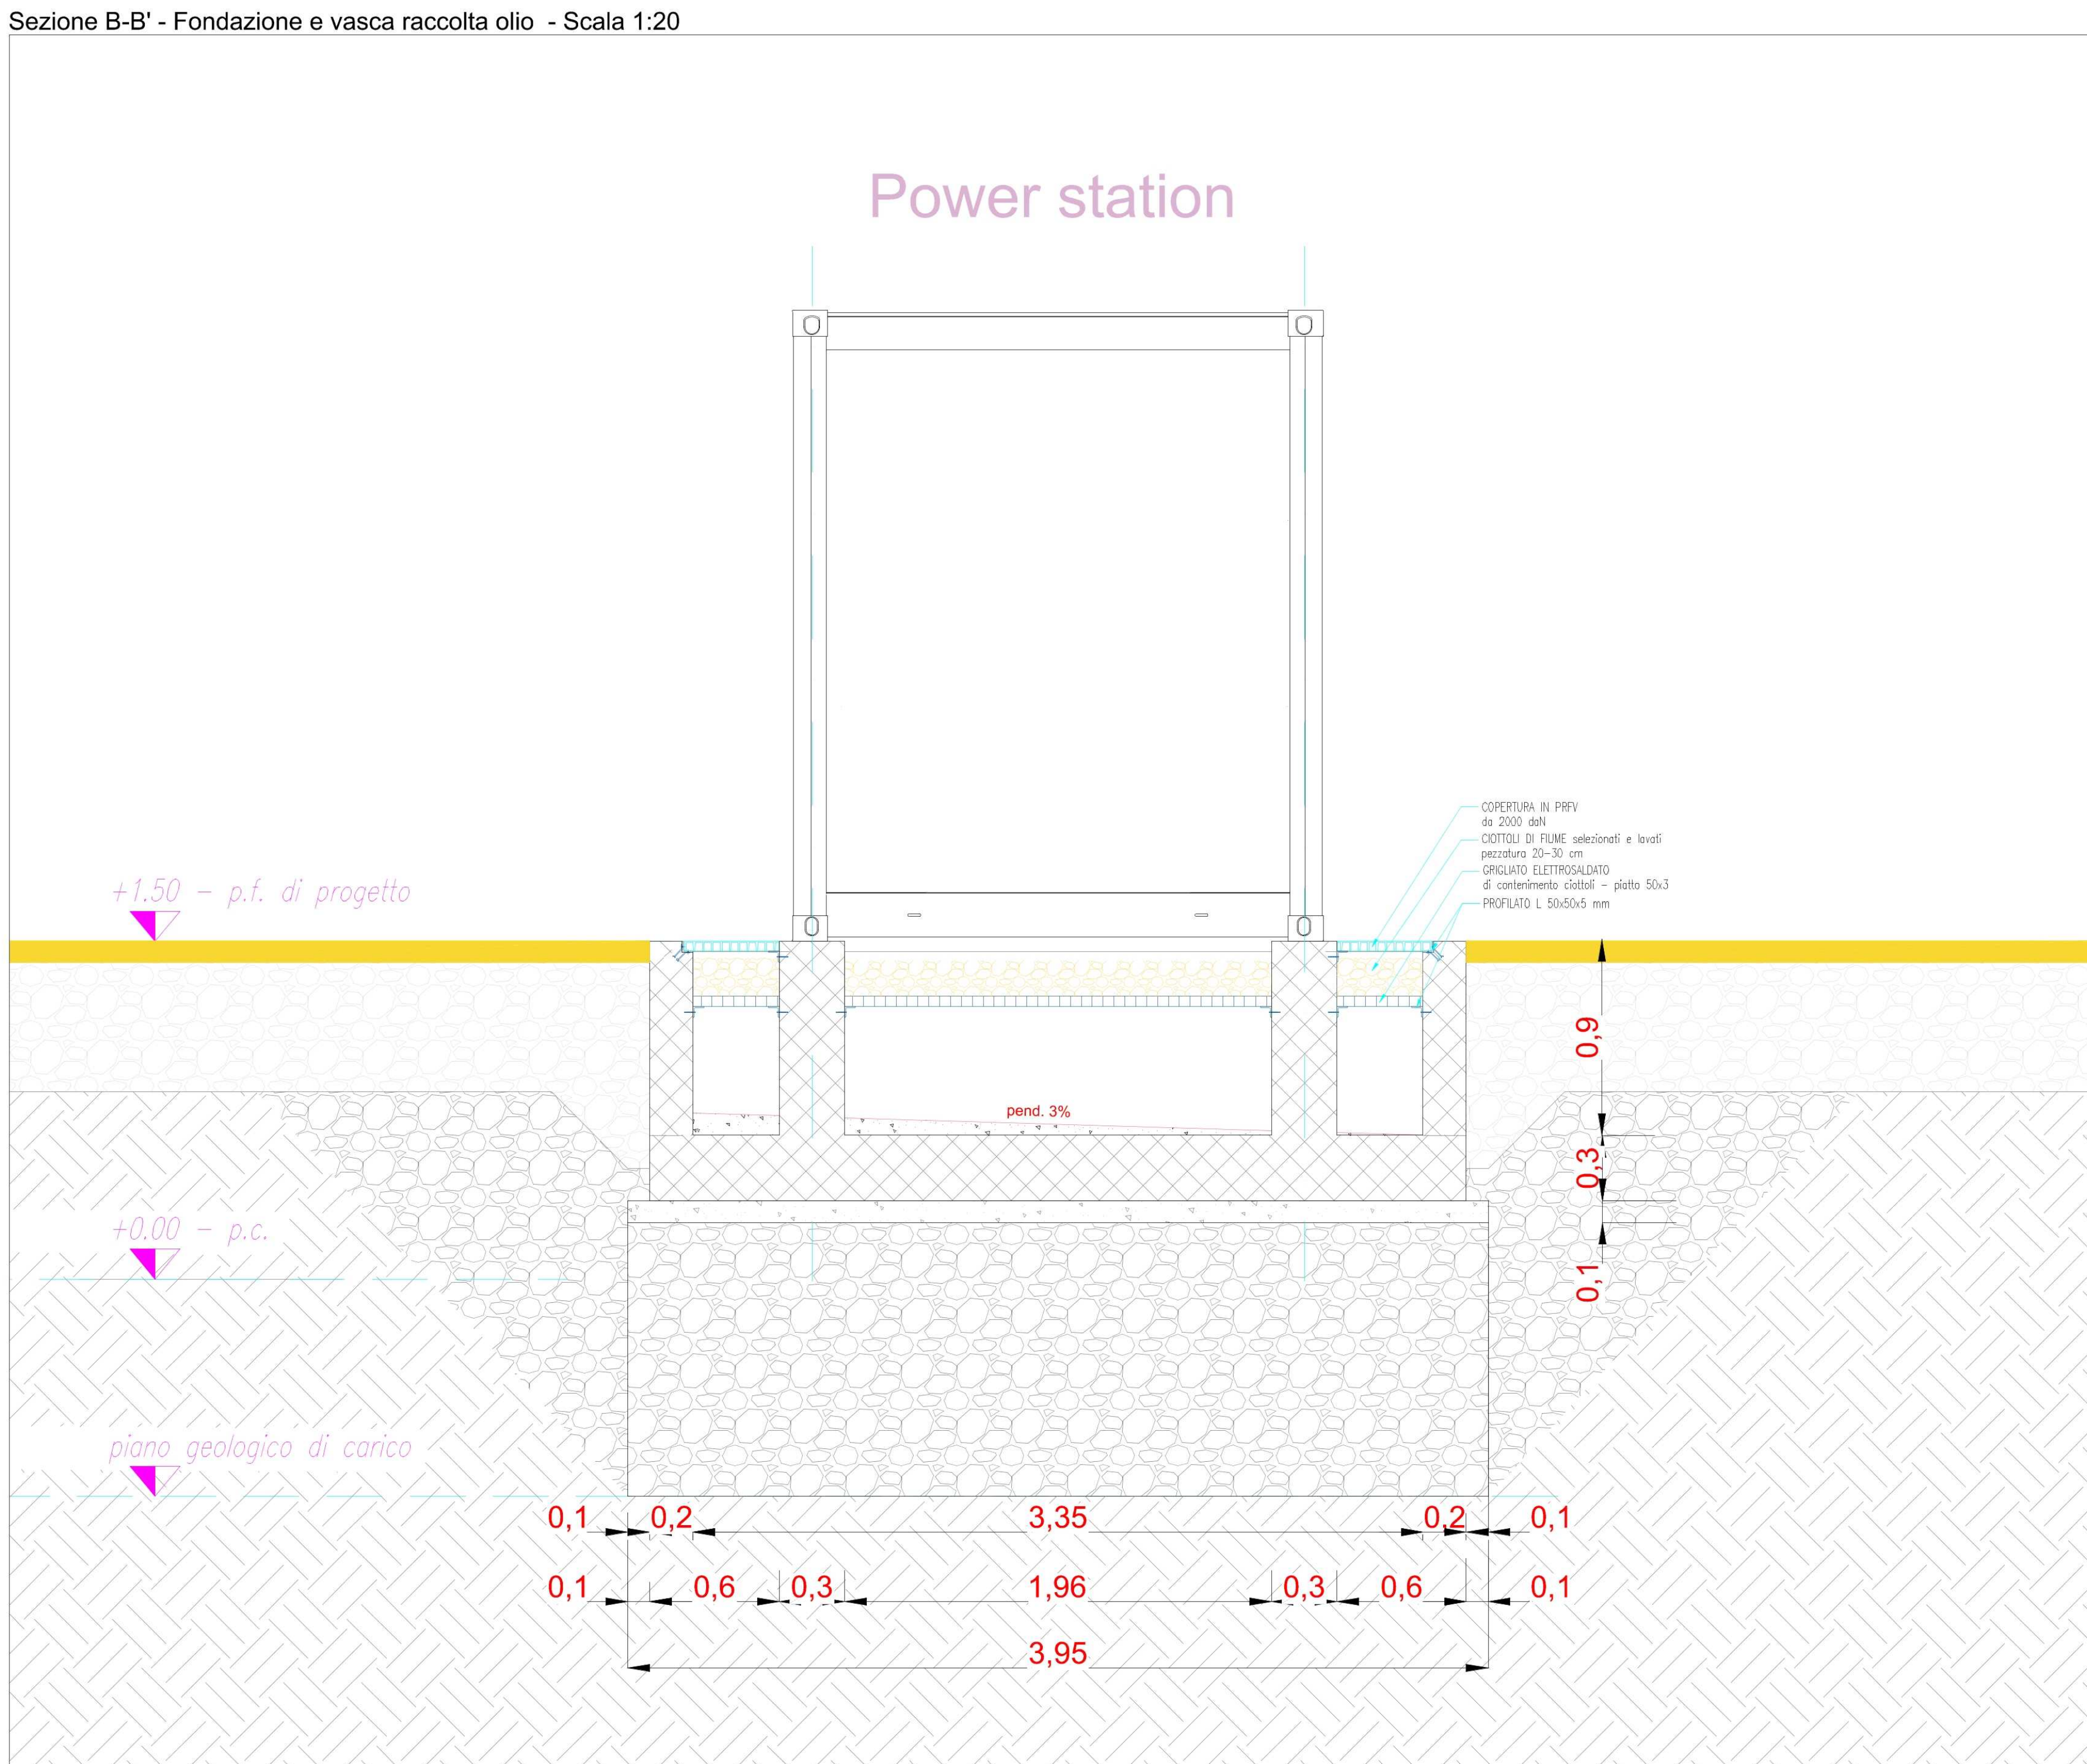 Sezione B-B' - Fondazione e vasca raccolta olio - Scala 1:20
Power station
COPERTURA IN PRFV
da 2000 daN
CIOTTOLI DI FIUME selezionati e lavati
pezzatura 20-30 cm
GRIGLIATO ELETTROSALDATO
di contenimento ciottoli - piatto 50x3
PROFILATO L 50x50x5 mm
+1.50 - p.f. di progetto
0,9
pend. 3%
0,3
+0.00 - p.c.
0,1
piano geologico di carico
0,1 0,2 3,35 0,2 0,1
0,1 0,6 0,3 1,96 0,3 0,6 0,1
3,95